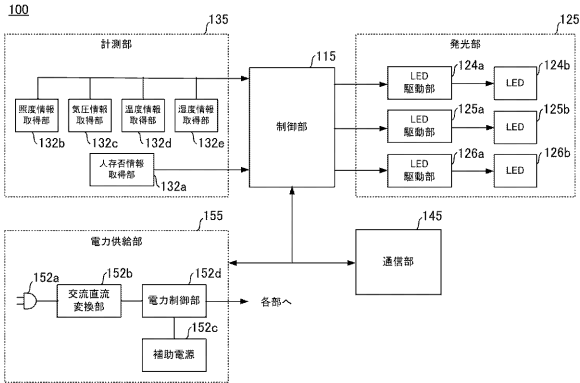 100
135
計測部
照度情報
取得部
132b
気圧情報
取得部
132c
温度情報
取得部
132d
湿度情報
取得部
132e
人存否情報
取得部
132a
115
制御部
125
発光部
LED
駆動部
124a
LED
124b
LED
駆動部
125a
LED
125b
LED
駆動部
126a
LED
126b
155
電力供給部
152a
交流直流
変換部
152b
電力制御部
152d
各部へ
補助電源
152c
145
通信部